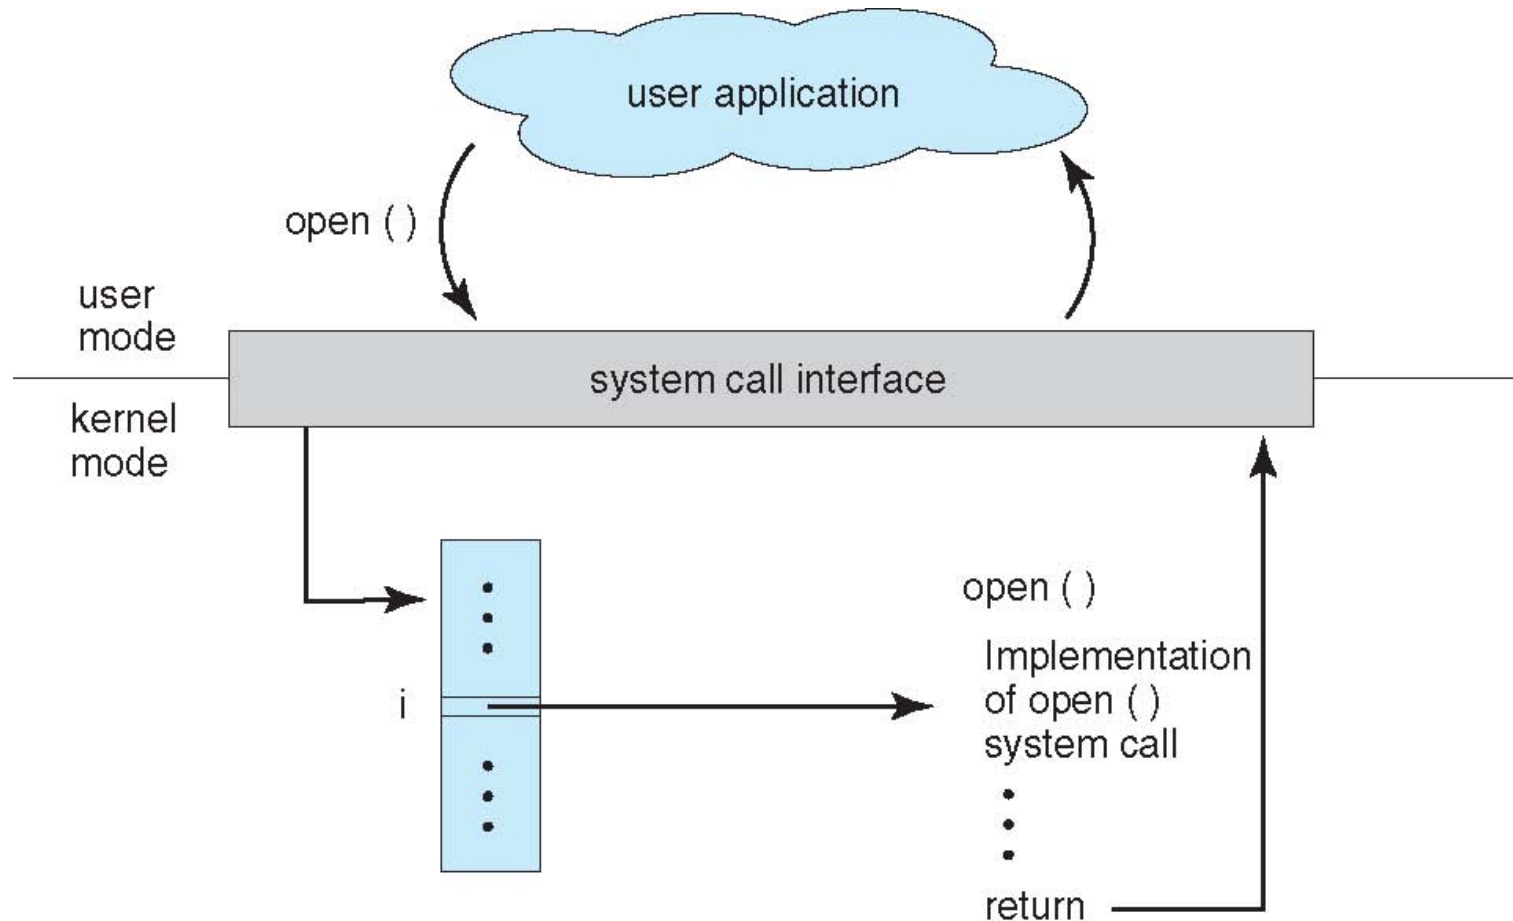 user application
open ( )
user
mode
system call interface
kernel
mode
open ( )
Implementation
of open ( )
system call
i
return